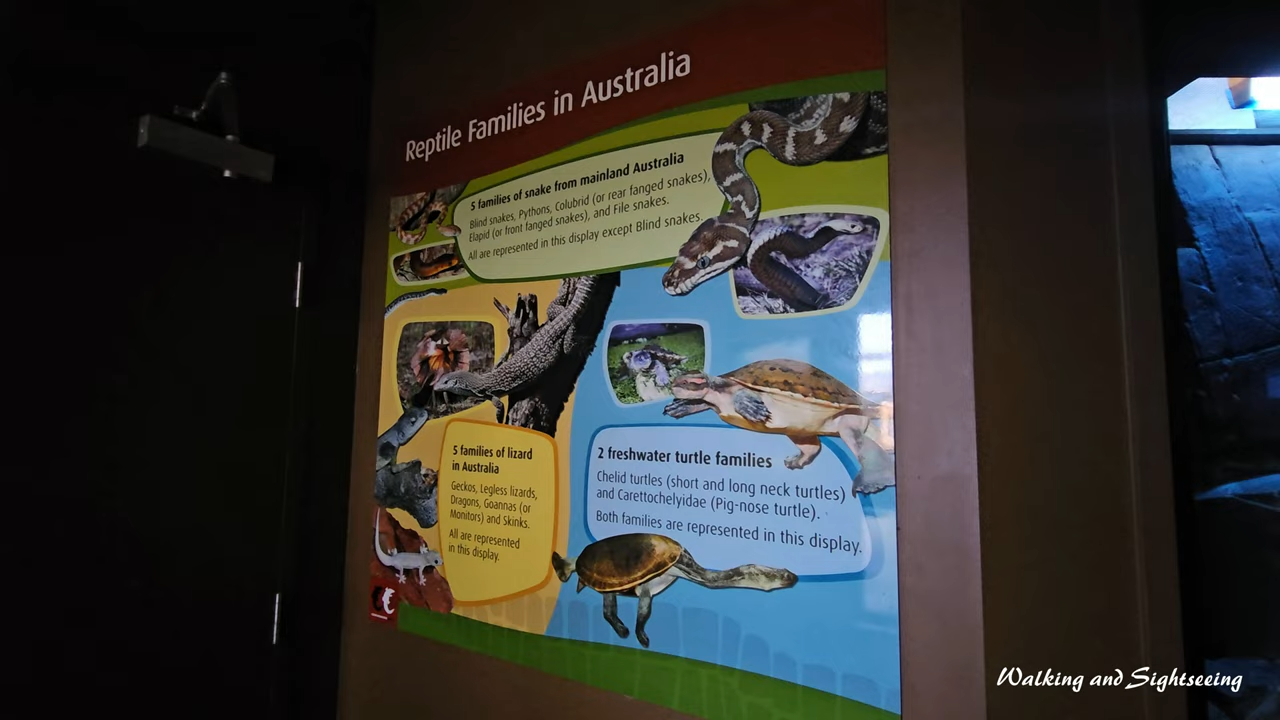 Reptile Families in Australia
5 families of snake from mainland Australia
Blind snakes, Pythons, Colubrid (or rear fanged snakes),
Elapid (or front fanged snakes), and File snakes.
All are represented in this display except Blind snakes.
5 families of lizard
in Australia
Geckos, Legless lizards,
Dragons, Goannas (or
Monitors) and Skinks.
All are represented
in this display.
2 freshwater turtle families
Chelid turtles (short and long neck turtles)
and Carettochelyidae (Pig-nose turtle).
Both families are represented in this display.
Walking and Sightseeing